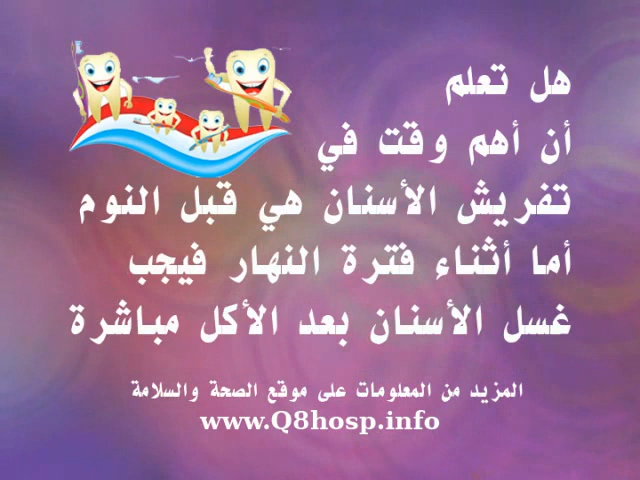 هل تعلم
أن أهم وقت في
تفريش الأسنان هي قبل النوم
أما أثناء فترة النهار فيجب
غسل الأسنان بعد الأكل مباشرة
المزيد من المعلومات على موقع الصحة والسلامة
www.Q8hosp.info